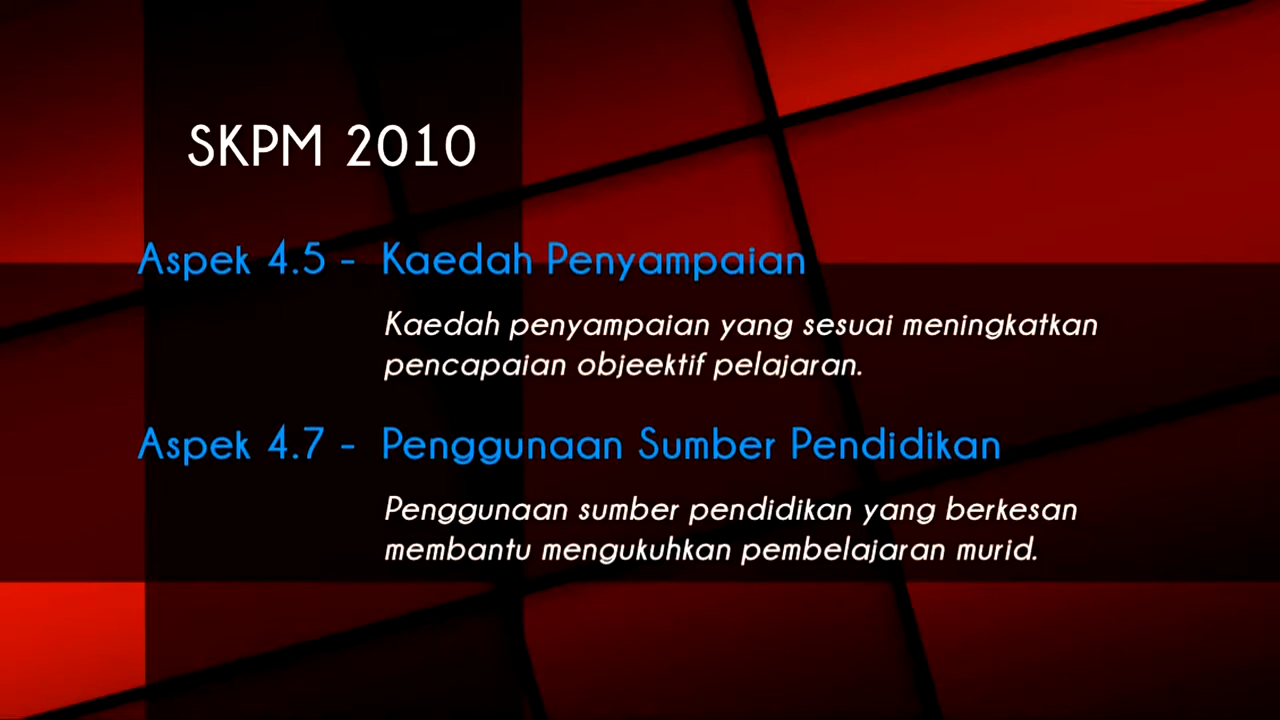 SKPM 2010
Aspek 4.5 - Kaedah Penyampaian
Kaedah penyampaian yang sesuai meningkatkan
pencapaian objeektif pelajaran.
Aspek 4.7 - Penggunaan Sumber Pendidikan
Penggunaan sumber pendidikan yang berkesan
membantu mengukuhkan pembelajaran murid.